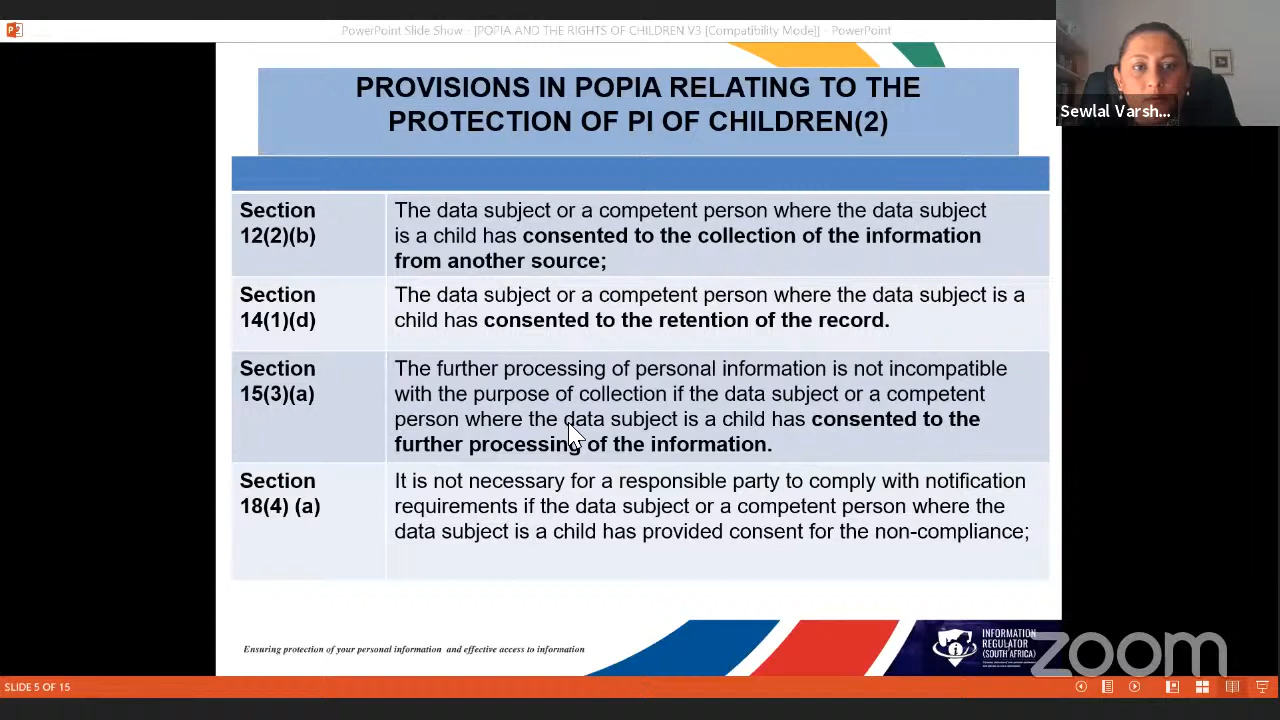 PowerPoint Slide Show - [POPIA AND THE RIGHTS OF CHILDREN V3 [Compatibility Mode]] - PowerPoint
Sewlal Varsh...
PROVISIONS IN POPIA RELATING TO THE
PROTECTION OF PI OF CHILDREN(2)
Section
12(2)(b)
The data subject or a competent person where the data subject
is a child has consented to the collection of the information
from another source;
Section
14(1)(d)
The data subject or a competent person where the data subject is a
child has consented to the retention of the record.
Section
15(3)(a)
The further processing of personal information is not incompatible
with the purpose of collection if the data subject or a competent
person where the data subject is a child has consented to the
further processing of the information.
Section
18(4) (a)
It is not necessary for a responsible party to comply with notification
requirements if the data subject or a competent person where the
data subject is a child has provided consent for the non-compliance;
Ensuring protection of your personal information and effective access to information
INFORMATION
REGULATOR
(SOUTH AFRICA)
zoom
SLIDE 5 OF 15